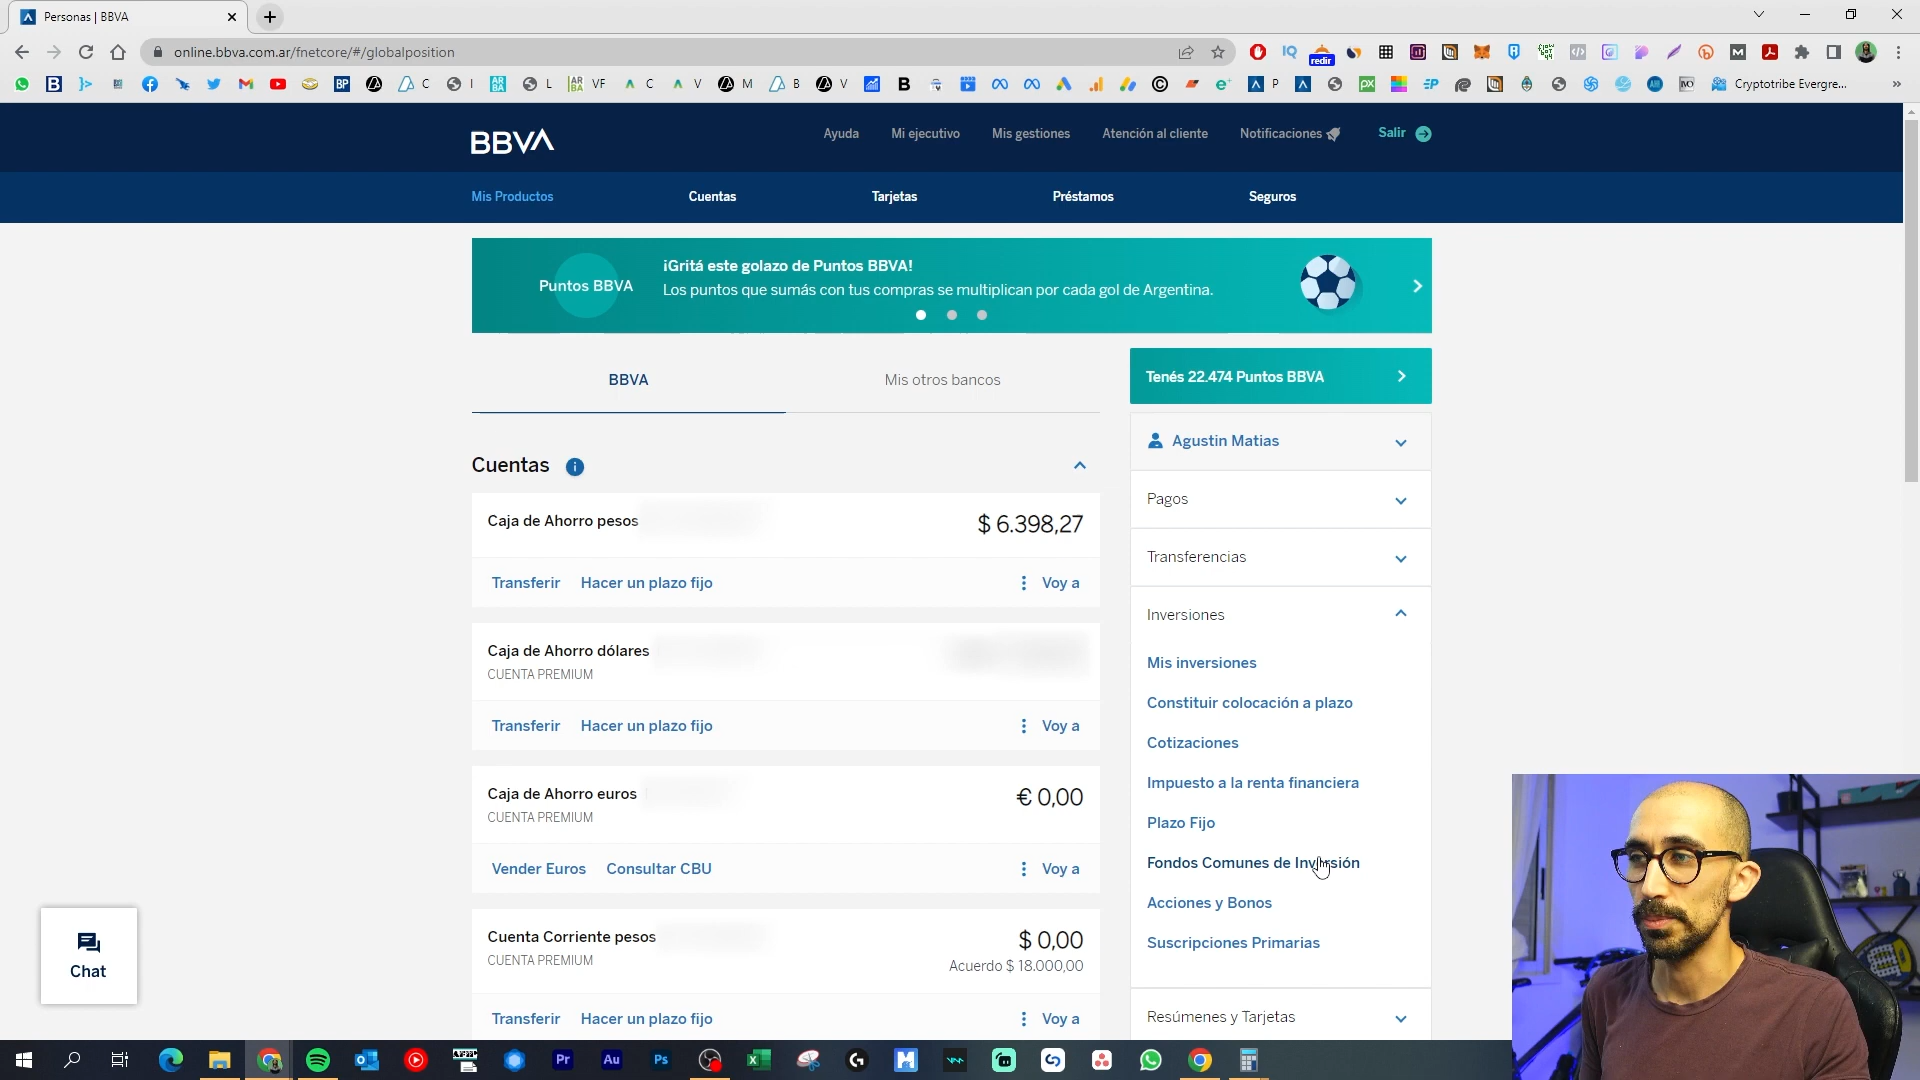 Personas | BBVA
online.bbva.com.ar/fnetcore/#/globalposition
redir
C
I
L
VF
C
V
M
B
V
P
Cryptotribe Evergre...
BBVA
Ayuda
Mi ejecutivo
Mis gestiones
Atención al cliente
Notificaciones
Salir
Mis Productos
Cuentas
Tarjetas
Préstamos
Seguros
Puntos BBVA
¡Gritá este golazo de Puntos BBVA!
Los puntos que sumás con tus compras se multiplican por cada gol de Argentina.
BBVA
Mis otros bancos
Cuentas
Caja de Ahorro pesos
$ 6.398,27
Transferir
Hacer un plazo fijo
Voy a
Caja de Ahorro dólares
CUENTA PREMIUM
Transferir
Hacer un plazo fijo
Voy a
Caja de Ahorro euros
CUENTA PREMIUM
€ 0,00
Vender Euros
Consultar CBU
Voy a
Cuenta Corriente pesos
CUENTA PREMIUM
$ 0,00
Acuerdo $ 18.000,00
Transferir
Hacer un plazo fijo
Voy a
Tenés 22.474 Puntos BBVA
Agustin Matias
Pagos
Transferencias
Inversiones
Mis inversiones
Constituir colocación a plazo
Cotizaciones
Impuesto a la renta financiera
Plazo Fijo
Fondos Comunes de Inversión
Acciones y Bonos
Suscripciones Primarias
Resúmenes y Tarjetas
Chat
Pr
Au
Ps